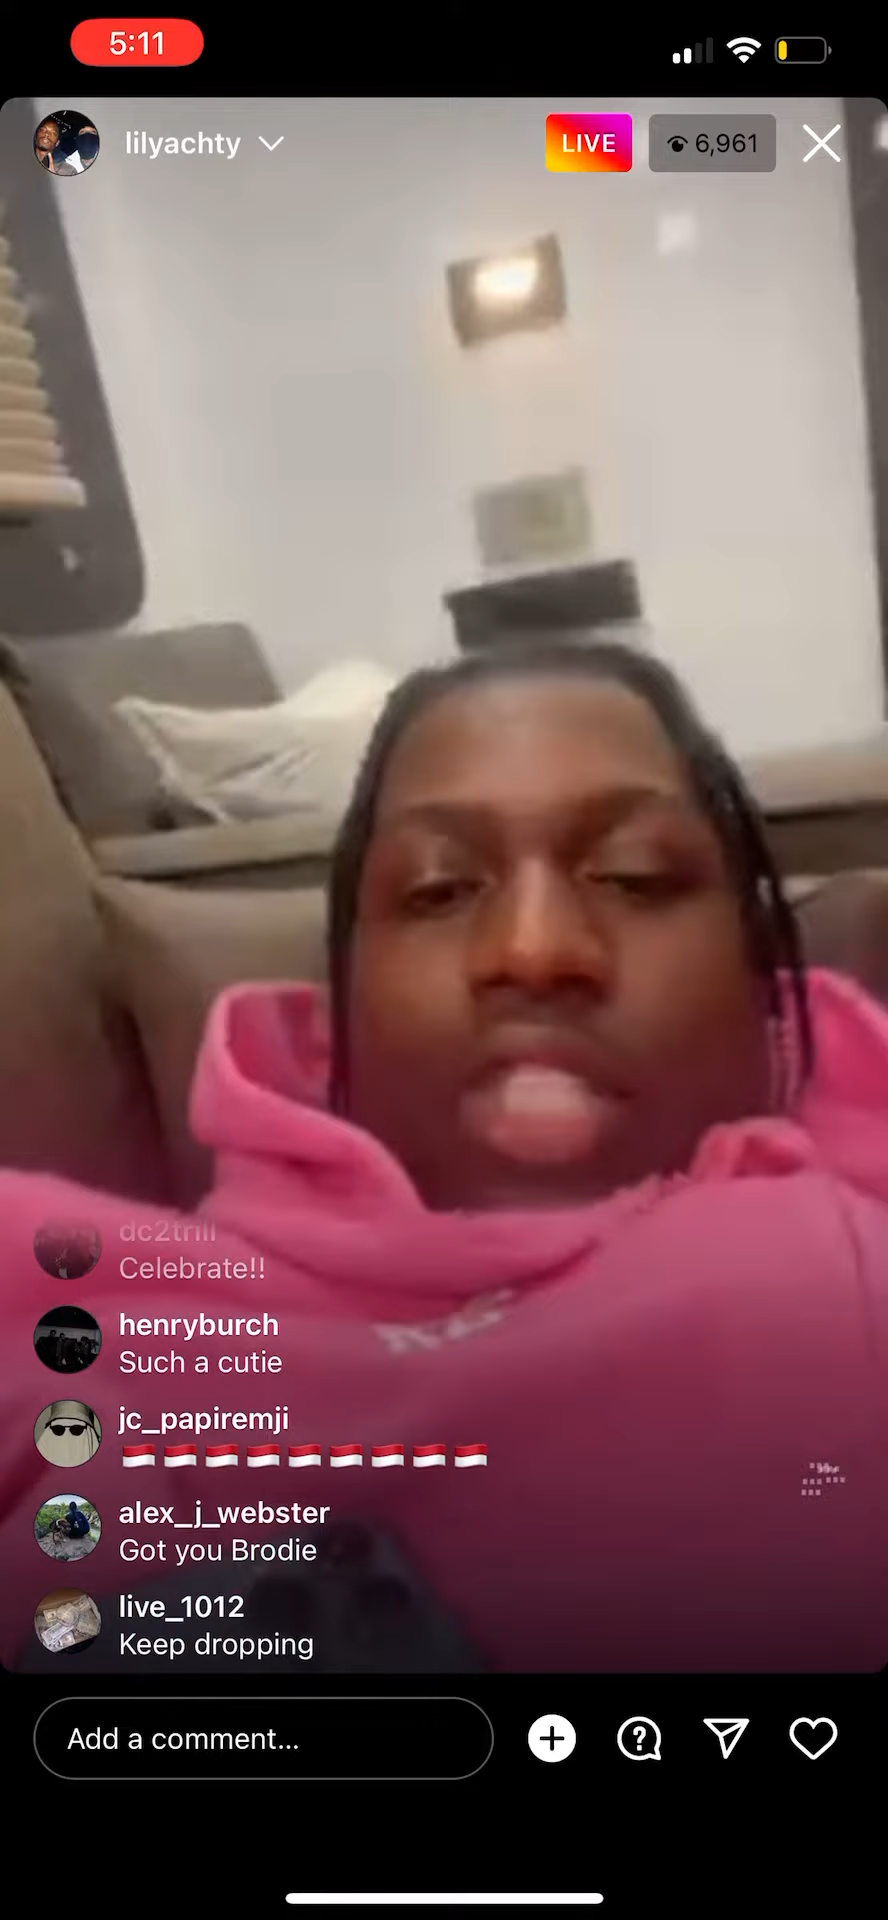 5:11
lilyachty
LIVE
6,961
dc2trill
Celebrate!!
henryburch
Such a cutie
jc_papiremji
🇮🇩🇮🇩🇮🇩🇮🇩🇮🇩🇮🇩🇮🇩🇮🇩🇮🇩
alex_j_webster
Got you Brodie
live_1012
Keep dropping
Add a comment...